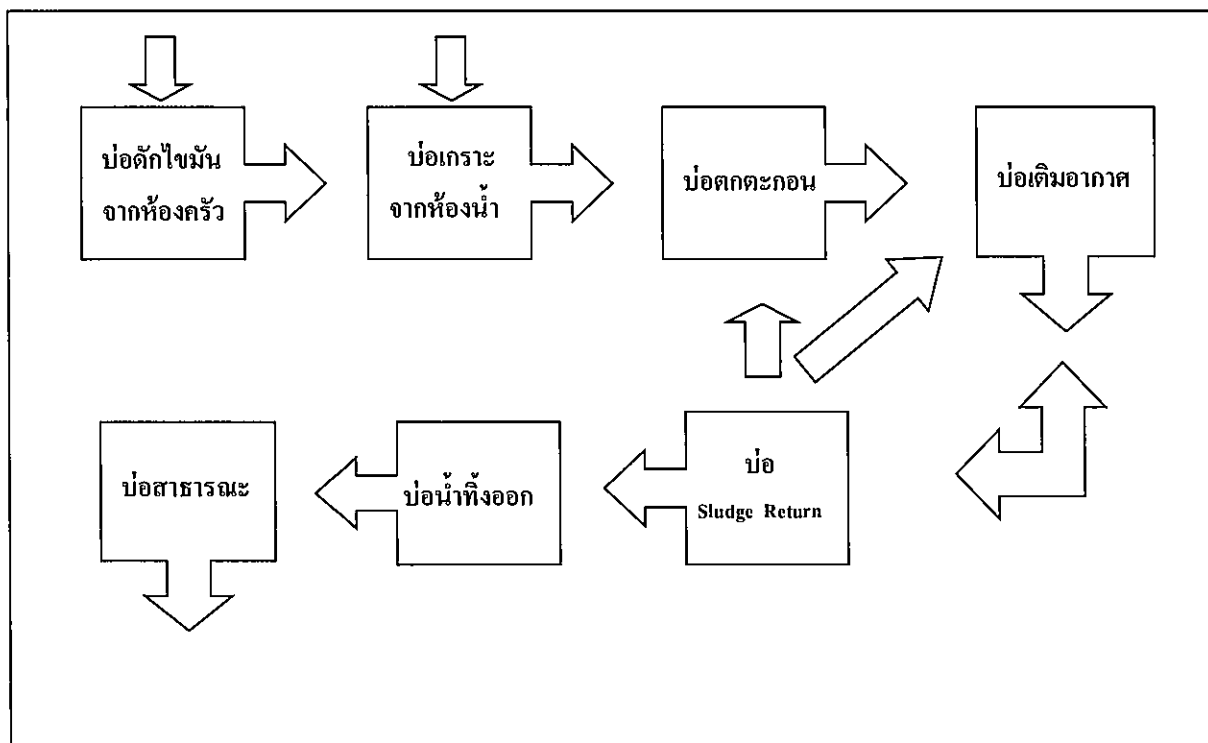 บ่อดักไขมัน
จากห้องครัว
บ่อเกราะ
จากห้องน้ำ
บ่อตกตะกอน
บ่อเติมอากาศ
บ่อสาธารณะ
บ่อน้ำทิ้งออก
บ่อ
Sludge Return